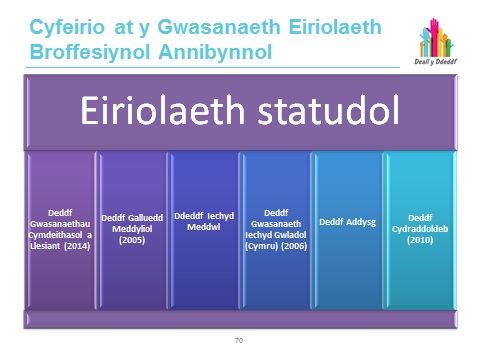 Cyfeirio at y Gwasanaeth Eiriolaeth
Broffesiynol Annibynnol
Deall y Ddeddf
Eiriolaeth statudol
Deddf
Gwasanaethau
Cymdeithasol a
Llesiant (2014)
Deddf Galluedd
Meddyliol
(2005)
Ddeddf Iechyd
Meddwl
Deddf
Gwasanaeth
Iechyd Gwladol
(Cymru) (2006)
Deddf Addysg
Deddf
Cydraddoldeb
(2010)
70